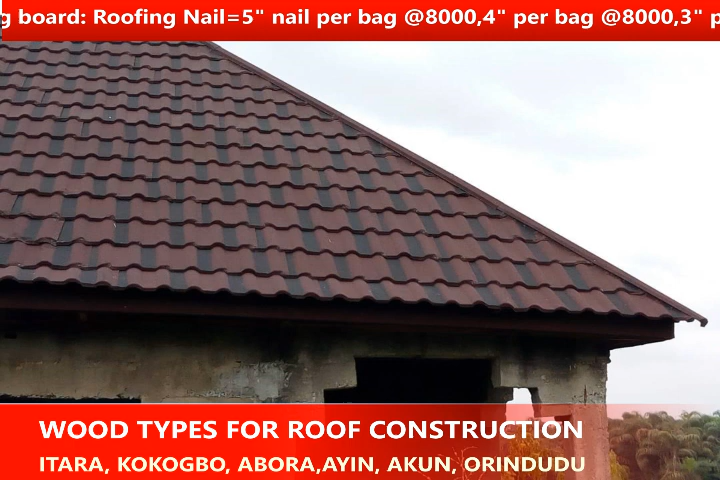 g board: Roofing Nail=5" nail per bag @8000,4" per bag @8000,3" p
WOOD TYPES FOR ROOF CONSTRUCTION
ITARA, KOKOGBO, ABORA,AYIN, AKUN, ORINDUDU